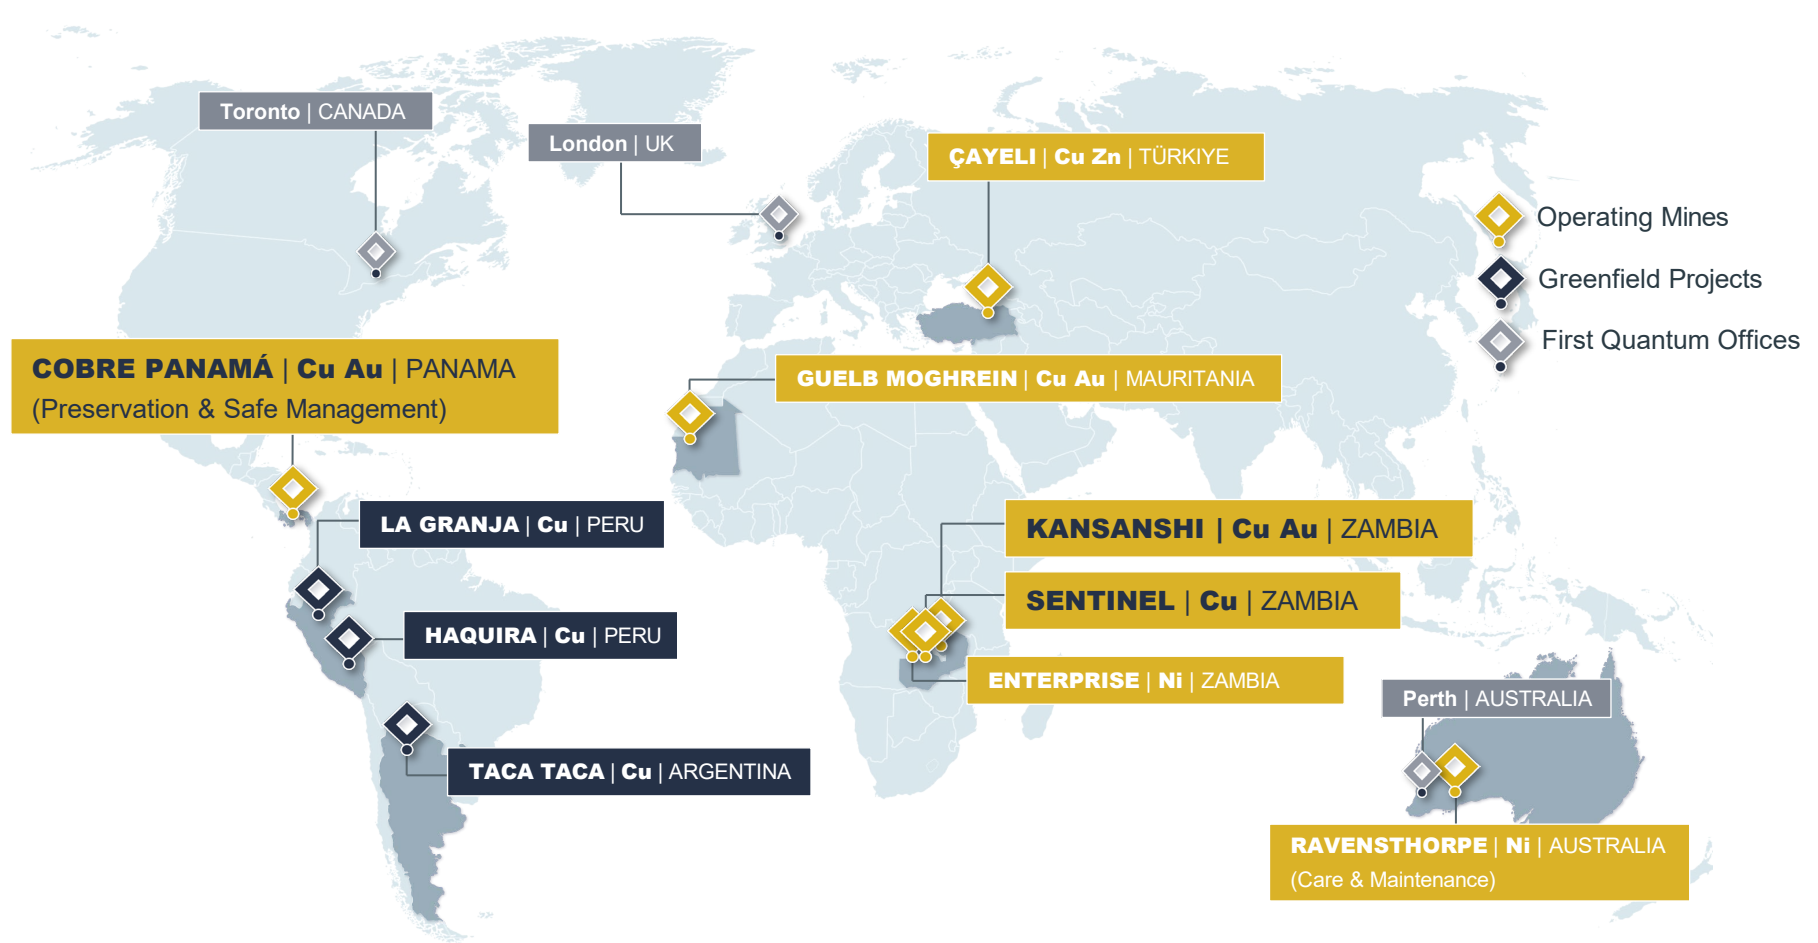 Toronto | CANADA
London | UK
ÇAYELI | Cu Zn | TÜRKIYE
Operating Mines
Greenfield Projects
First Quantum Offices
COBRE PANAMÁ | Cu Au | PANAMA
(Preservation & Safe Management)
GUELB MOGHREIN | Cu Au | MAURITANIA
LA GRANJA | Cu | PERU
KANSANSHI | Cu Au | ZAMBIA
SENTINEL | Cu | ZAMBIA
HAQUIRA | Cu | PERU
ENTERPRISE | Ni | ZAMBIA
Perth | AUSTRALIA
TACA TACA | Cu | ARGENTINA
RAVENSTHORPE | Ni | AUSTRALIA
(Care & Maintenance)